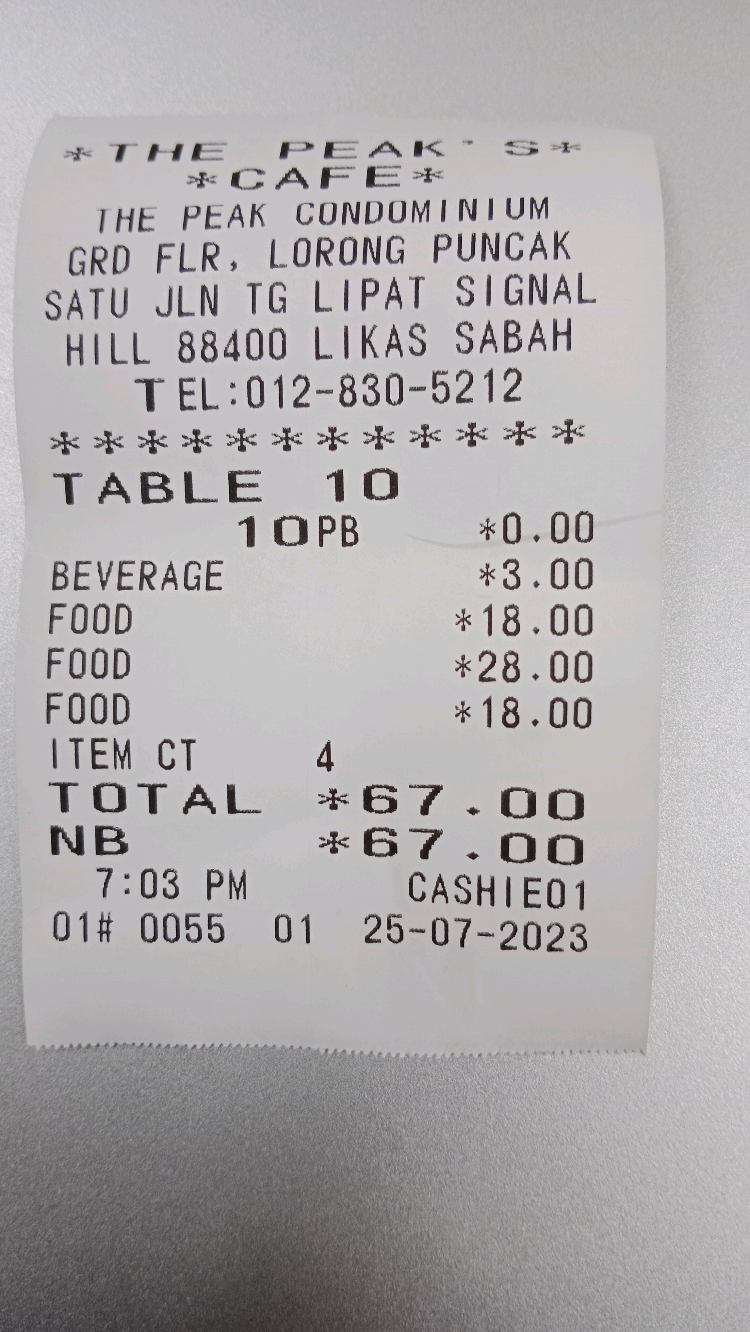 *THE PEAK'S*
*CAFE*
THE PEAK CONDOMINIUM
GRD FLR, LORONG PUNCAK
SATU JLN TG LIPAT SIGNAL
HILL 88400 LIKAS SABAH
TEL:012-830-5212
************
TABLE 10
10PB *0.00
BEVERAGE *3.00
FOOD *18.00
FOOD *28.00
FOOD *18.00
ITEM CT 4
TOTAL *67.00
NB *67.00
7:03 PM CASHIE01
01# 0055 01 25-07-2023